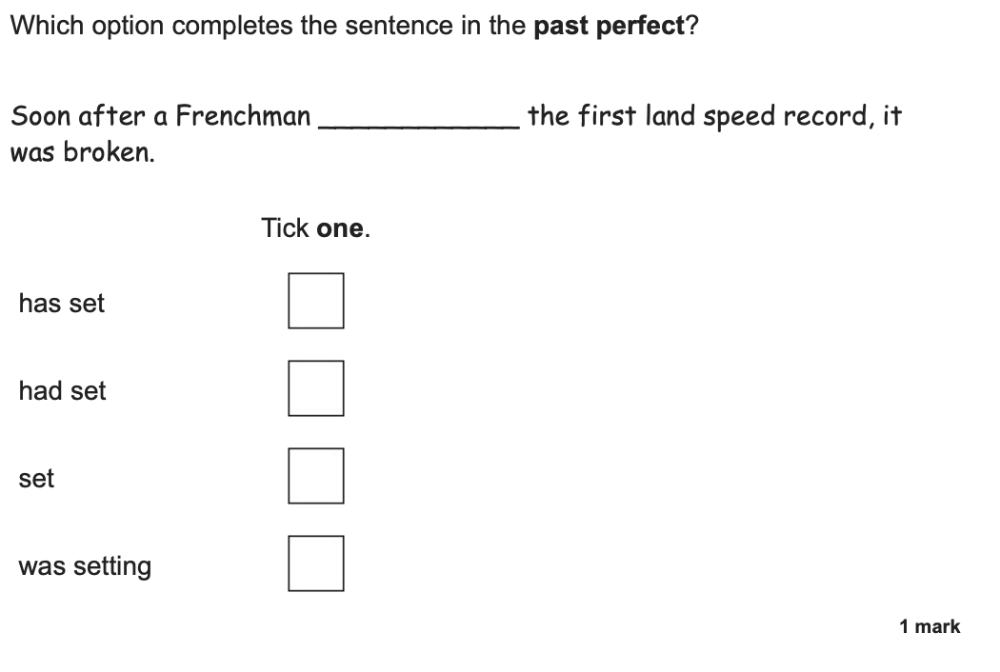 Which option completes the sentence in the past perfect?
Soon after a Frenchman ______________ the first land speed record, it
was broken.
Tick one.
has set
had set
set
was setting
1 mark